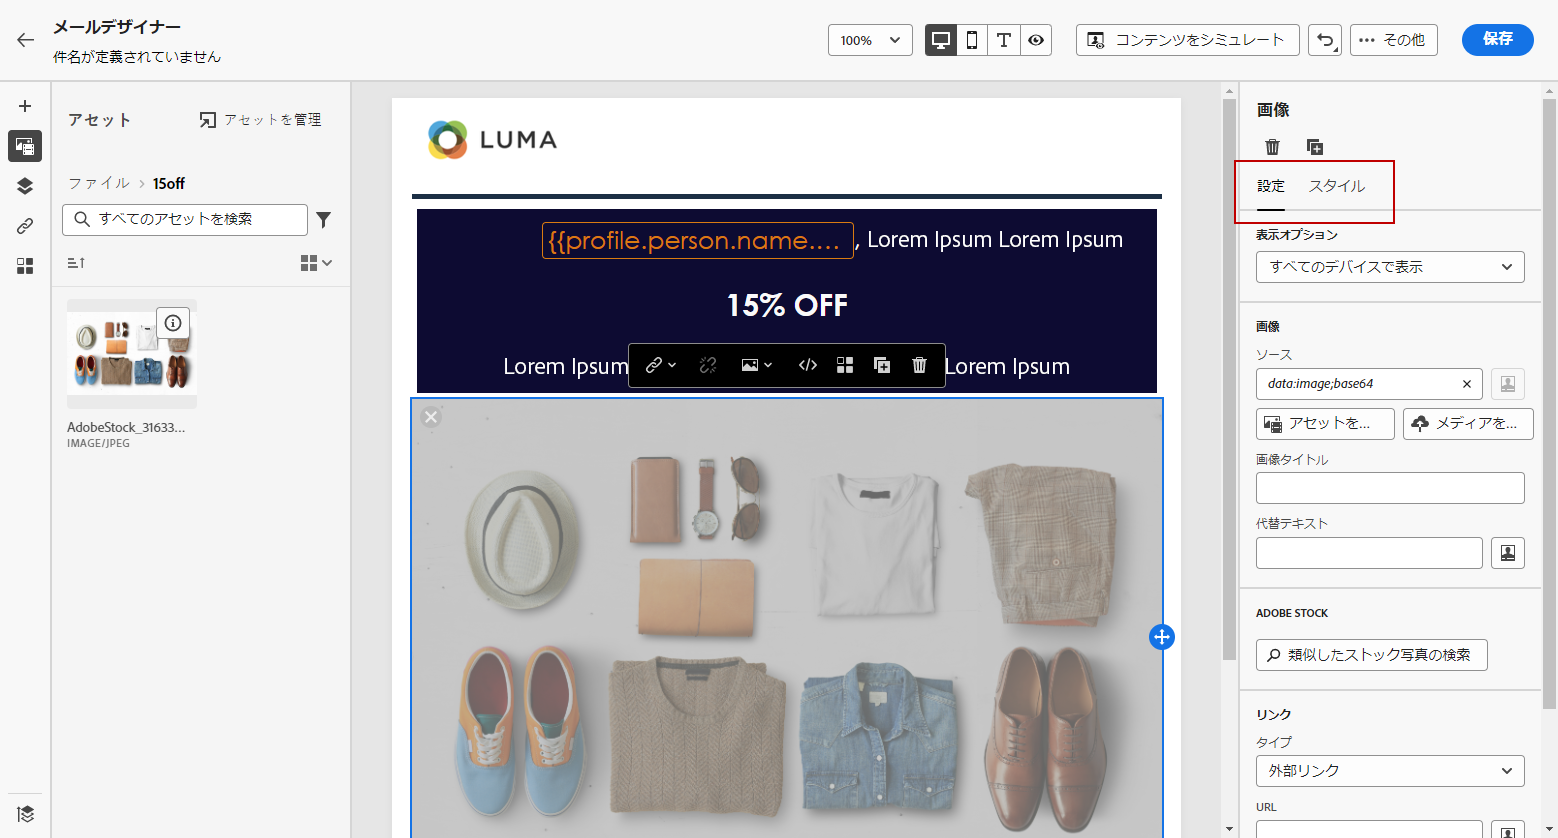 メールデザイナー
件名が定義されていません
100%
コンテンツをシミュレート
その他
保存
アセット
アセットを管理
ファイル > 15off
すべてのアセットを検索
AdobeStock_31633...
IMAGE/JPEG
LUMA
{{profile.person.name.... , Lorem Ipsum Lorem Ipsum
15% OFF
Lorem Ipsum
Lorem Ipsum
画像
設定
スタイル
表示オプション
すべてのデバイスで表示
画像
ソース
data:image;base64
アセットを...
メディアを...
画像タイトル
代替テキスト
ADOBE STOCK
類似したストック写真の検索
リンク
タイプ
外部リンク
URL